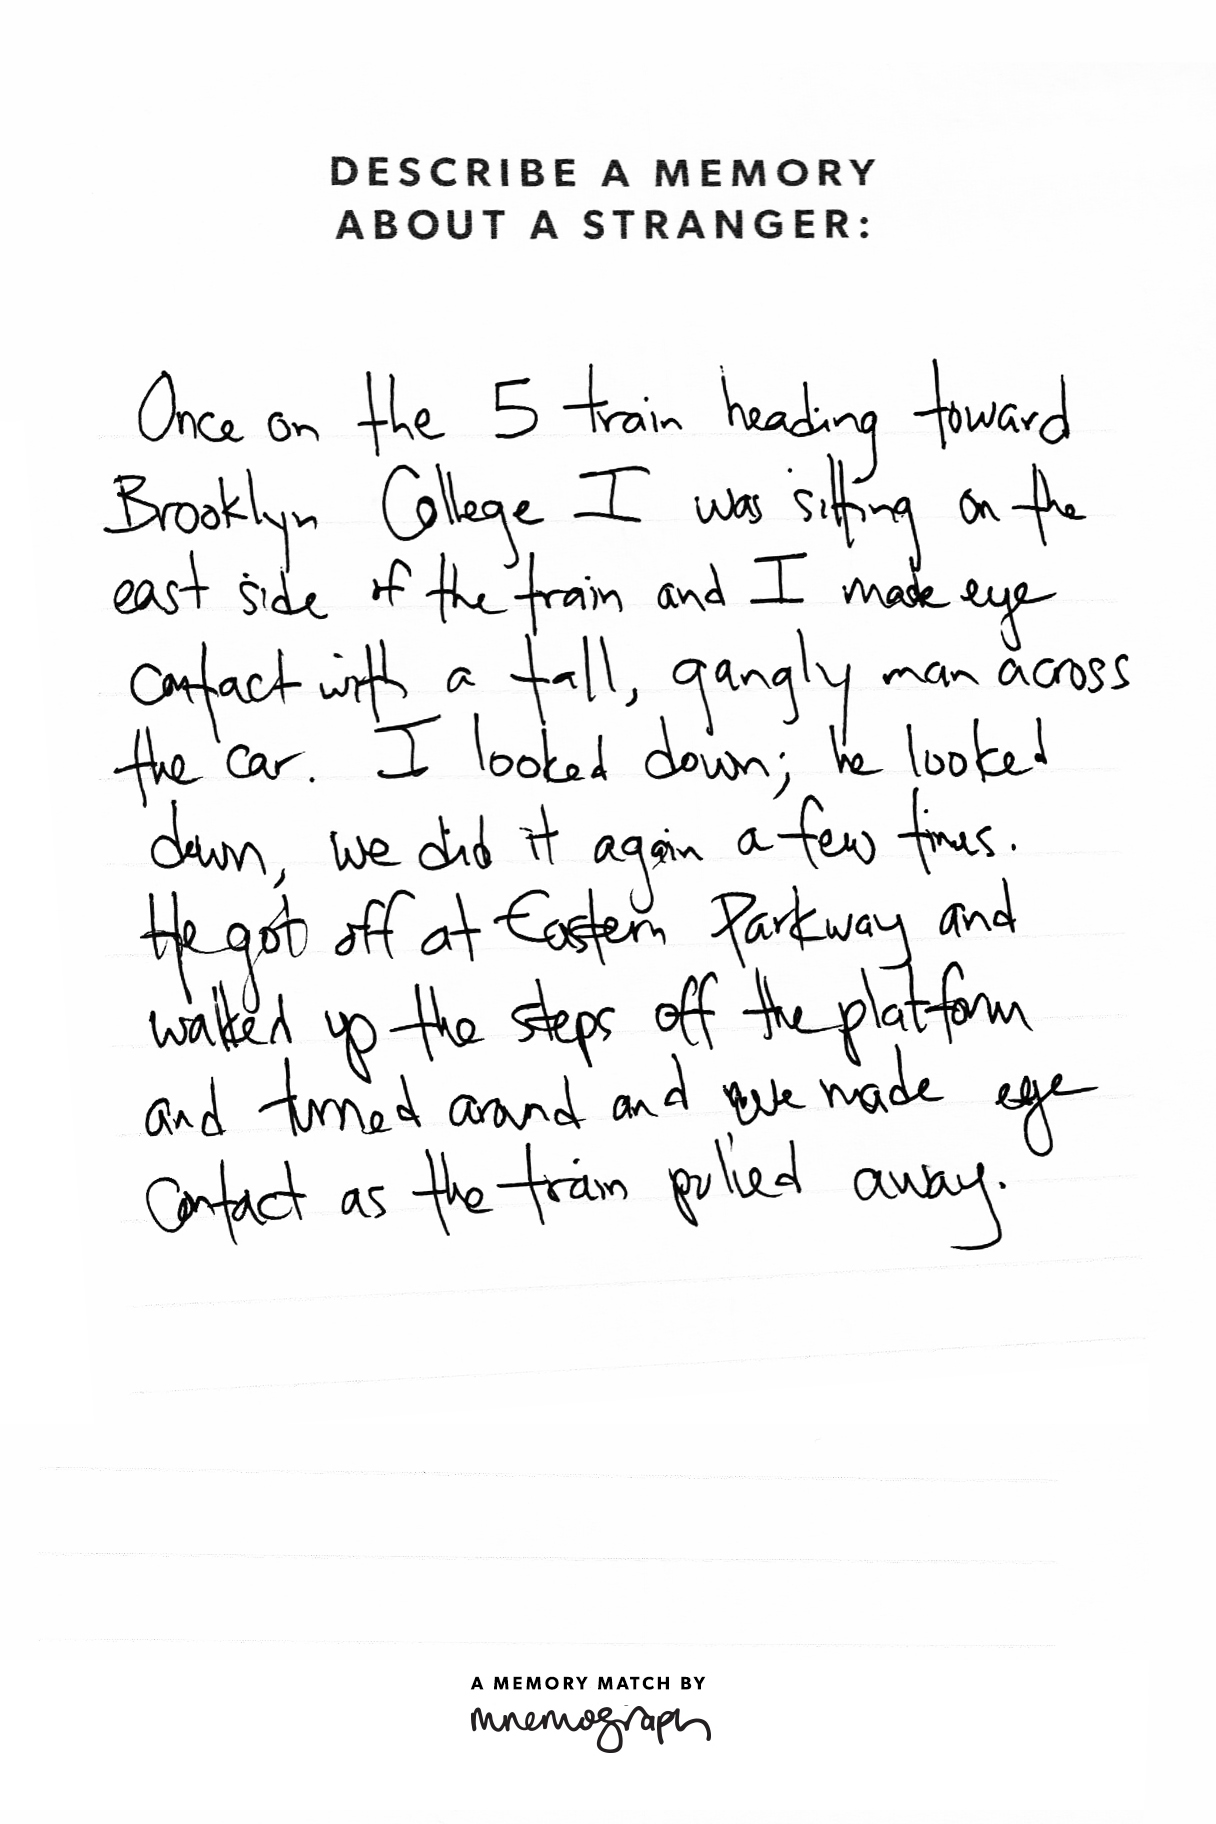 DESCRIBE A MEMORY
ABOUT A STRANGER:
Once on the 5 train heading toward
Brooklyn College I was sitting on the
east side of the train and I made eye
contact with a tall, gangly man across
the car. I looked down; he looked
down, we did it again a few times.
He got off at Eastern Parkway and
walked up the steps off the platform
and turned around and we made eye
contact as the train pulled away.
A MEMORY MATCH BY
mnemograph